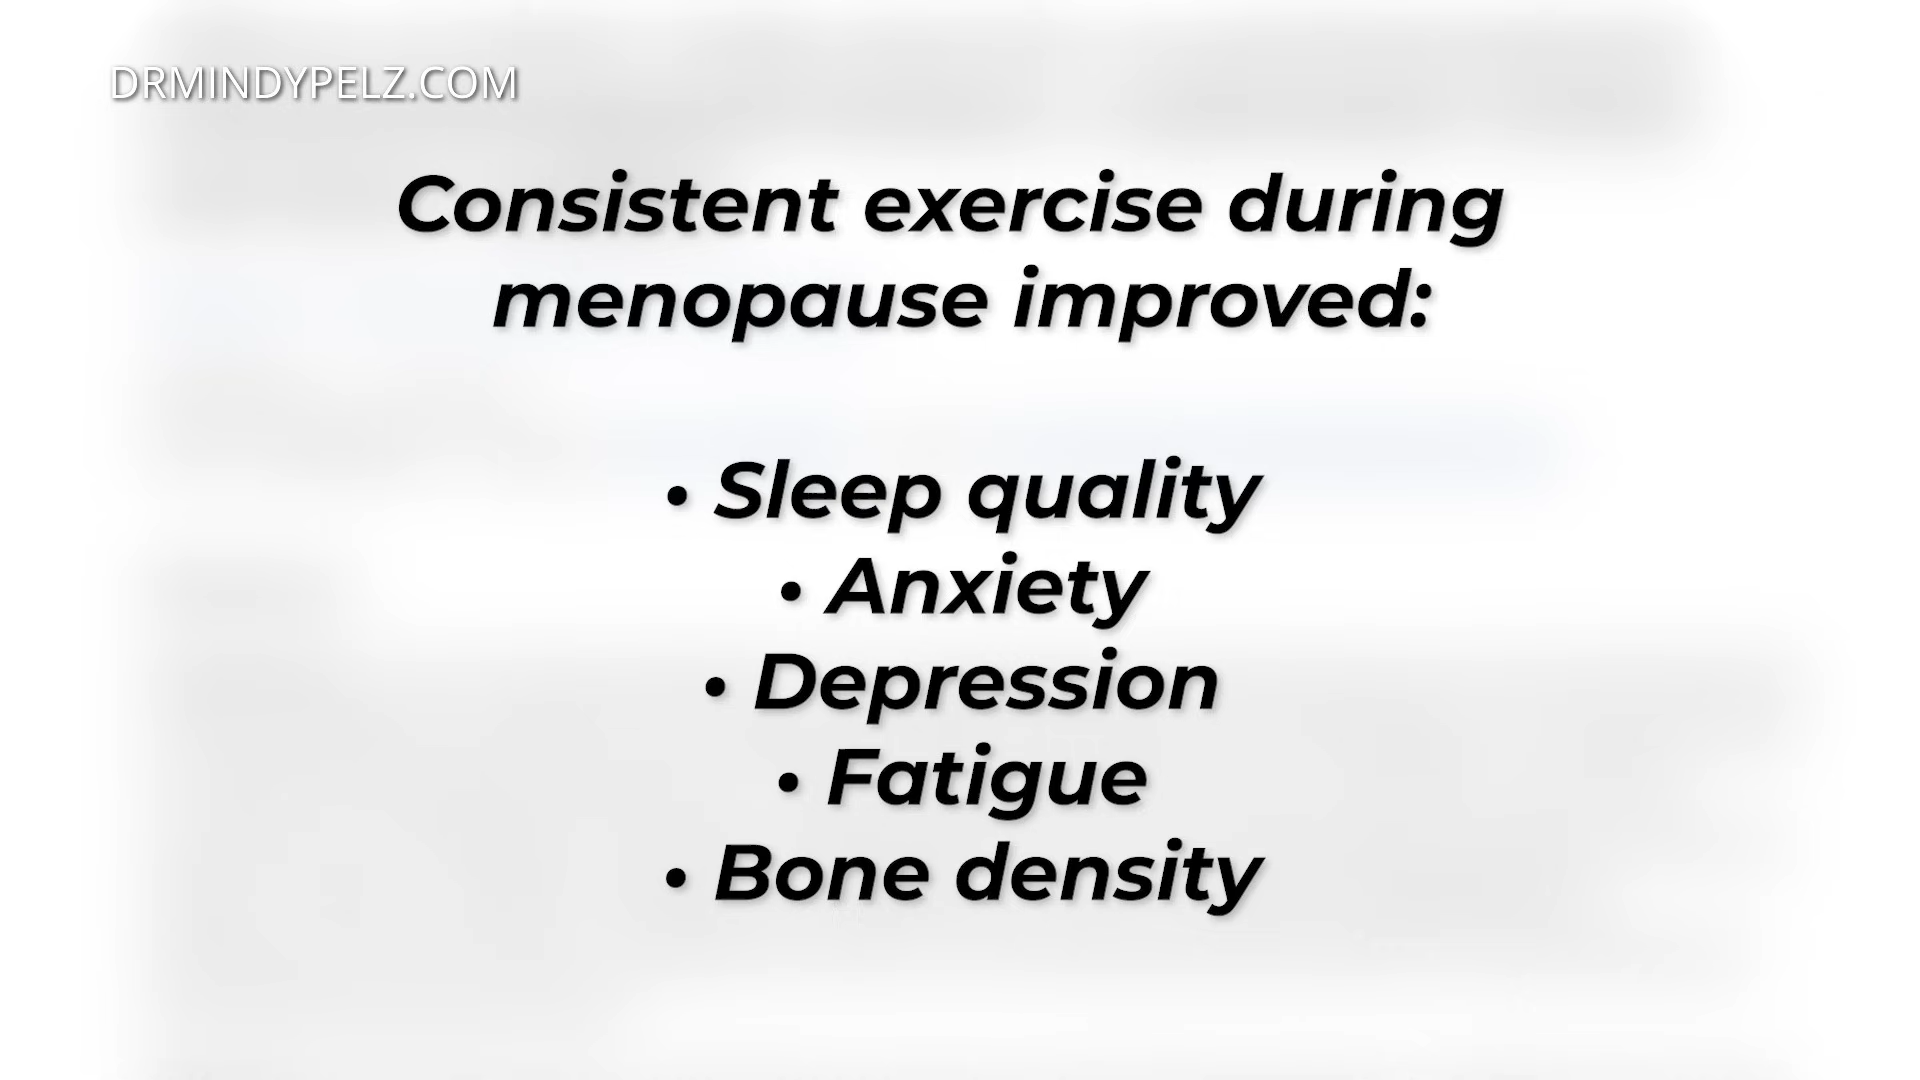 DRMINDYPELZ.COM
Consistent exercise during
menopause improved:
• Sleep quality
• Anxiety
• Depression
• Fatigue
• Bone density